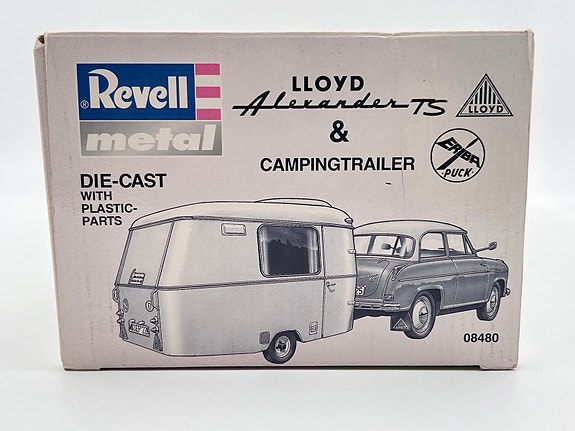 Revell
metal
DIE-CAST
WITH
PLASTIC-
PARTS
LLOYD
Alexander TS
&
CAMPINGTRAILER
LLOYD
ERIBA
PUCK
08480